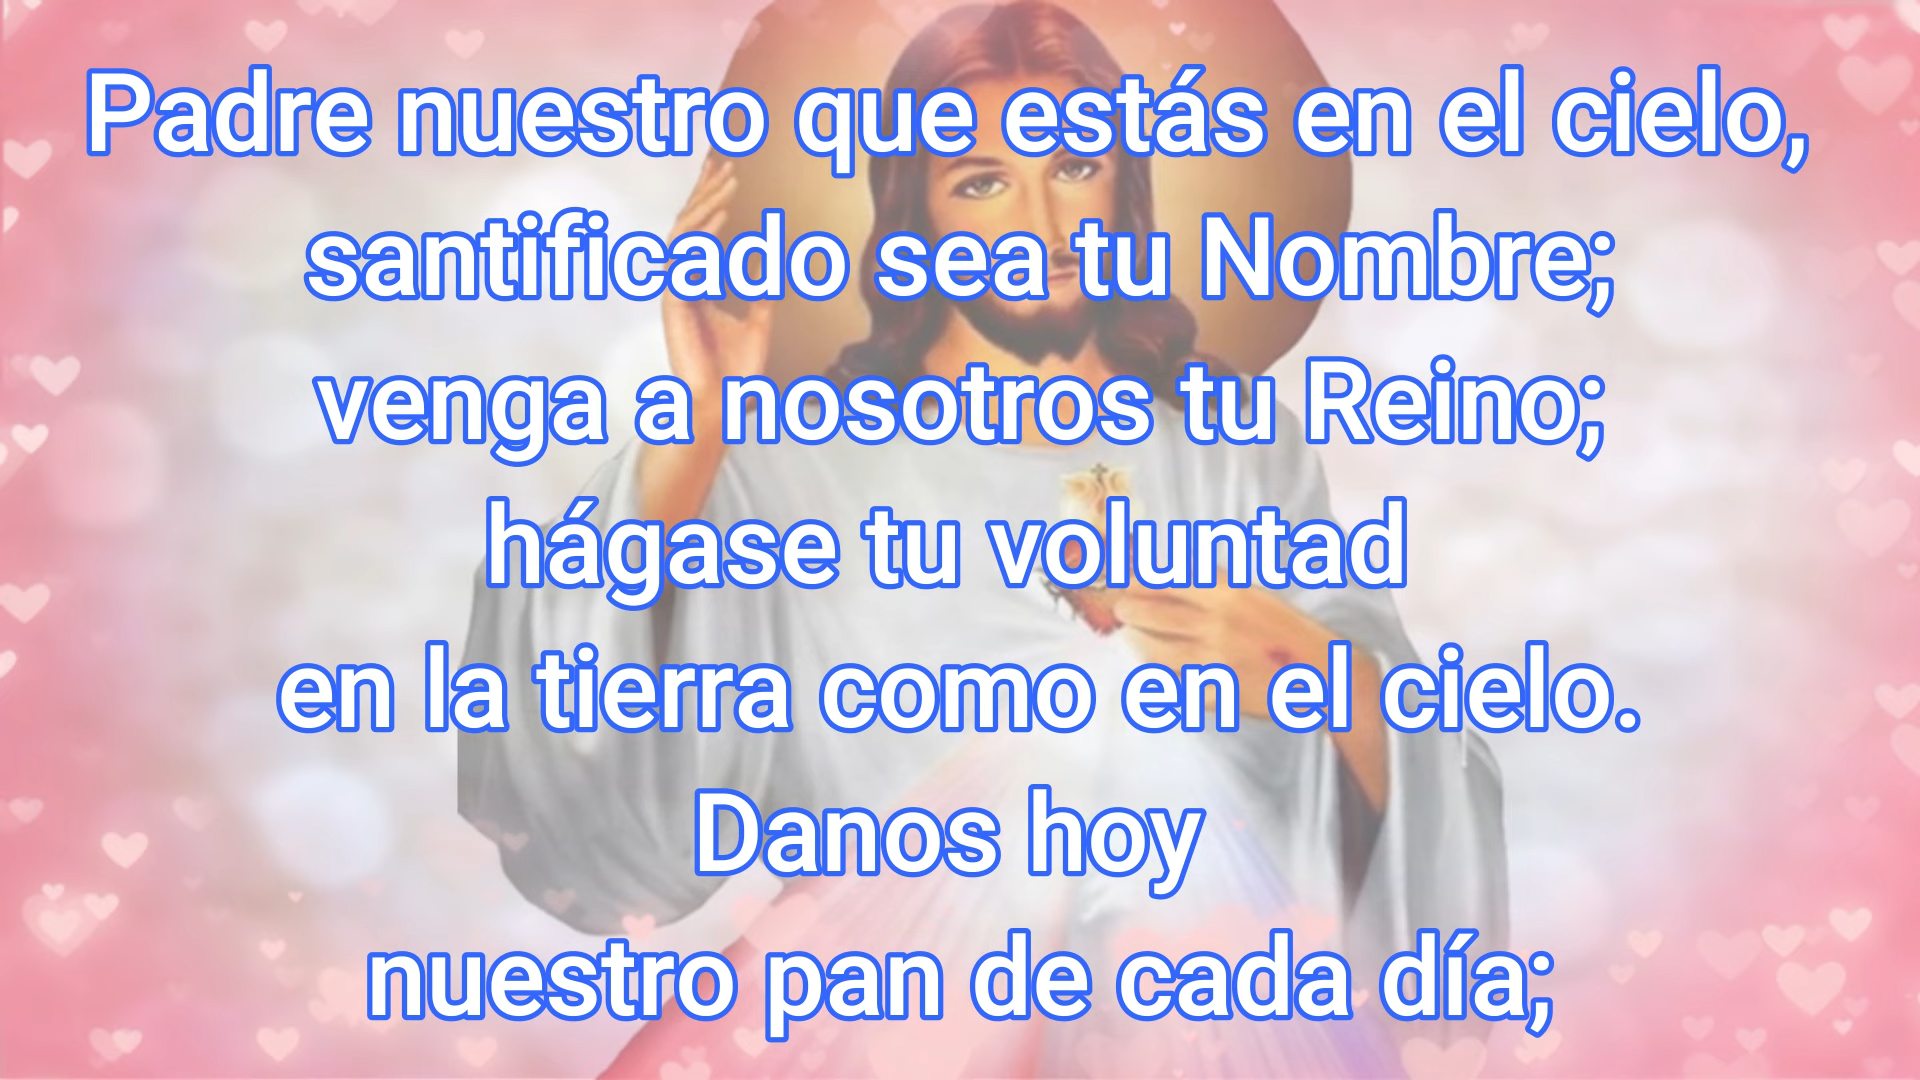 Padre nuestro que estás en el cielo,
santificado sea tu Nombre;
venga a nosotros tu Reino;
hágase tu voluntad
en la tierra como en el cielo.
Danos hoy
nuestro pan de cada día;